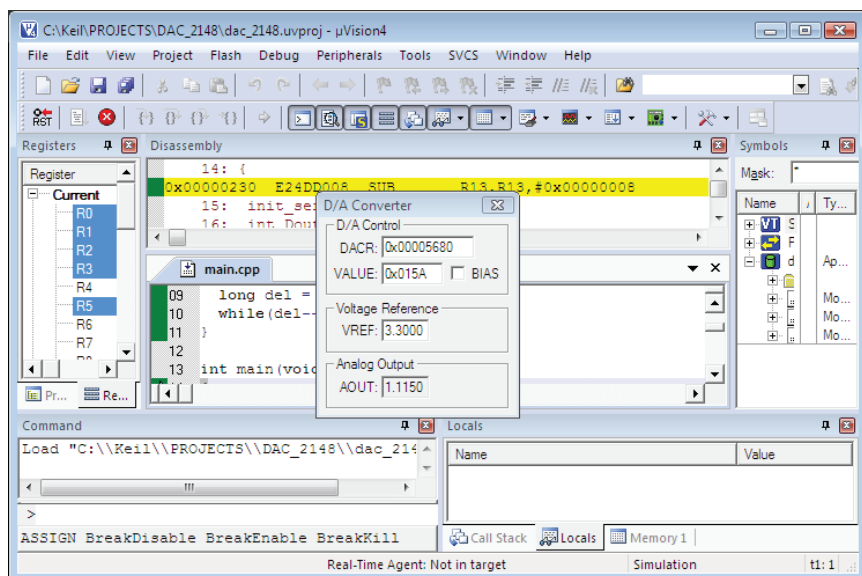 C:\Keil\PROJECTS\DAC_2148\dac_2148.uvproj - µVision4
File Edit View Project Flash Debug Peripherals Tools SVCS Window Help
RST
Registers
Disassembly
Symbols
Register
Current
R0
R1
R2
R3
R4
R5
R6
R7
14: {
0x00000230 E24DD008 SUB R13,R13,#0x00000008
15: init_se
16: int Dout
main.cpp
09 long del =
10 while(del--
11 }
12
13 int main(void
D/A Converter
D/A Control
DACR: 0x00005680
VALUE: 0x015A BIAS
Voltage Reference
VREF: 3.3000
Analog Output
AOUT: 1.1150
Mask: *
Name / Ty...
S
F
d Ap...
Mo...
Mo...
Mo...
Pr... Re...
Command
Load "C:\\Keil\\PROJECTS\\DAC_2148\\dac_214
>
ASSIGN BreakDisable BreakEnable BreakKill
Locals
Name Value
Call Stack Locals Memory 1
Real-Time Agent: Not in target Simulation t1: 1